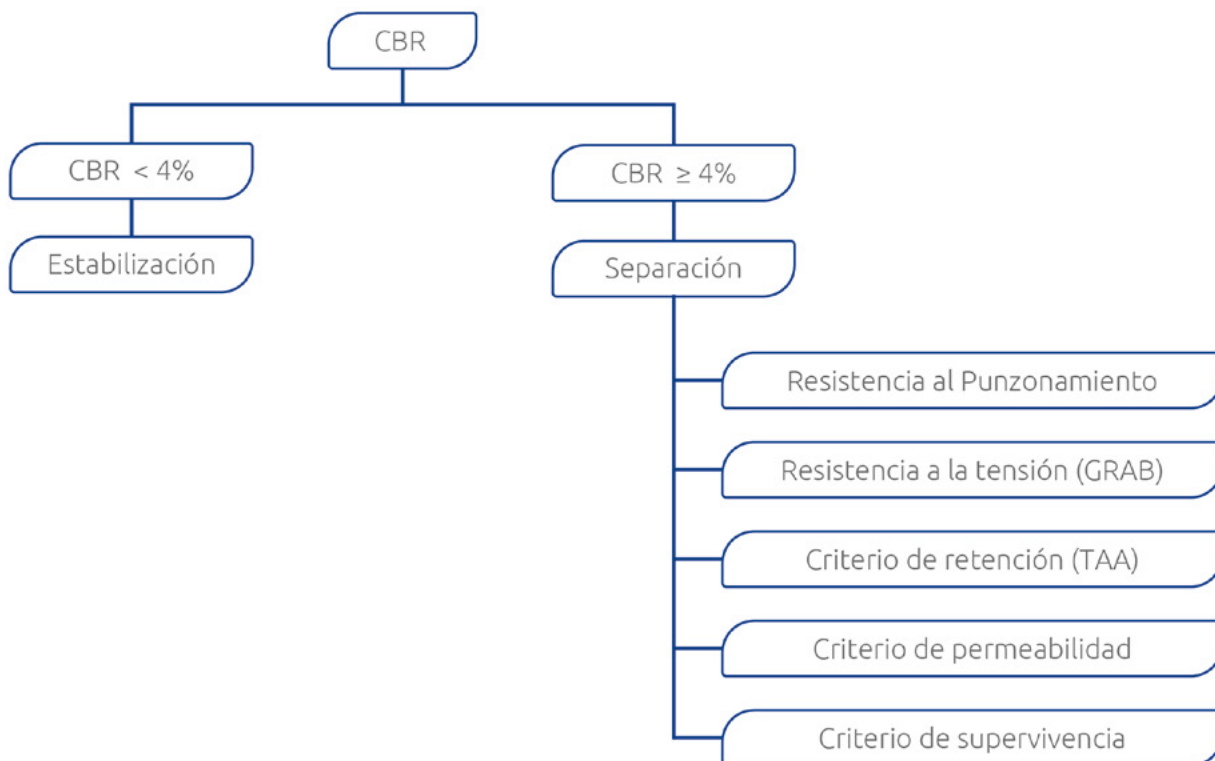 CBR
CBR < 4%
CBR ≥ 4%
Estabilización
Separación
Resistencia al Punzonamiento
Resistencia a la tensión (GRAB)
Criterio de retención (TAA)
Criterio de permeabilidad
Criterio de supervivencia